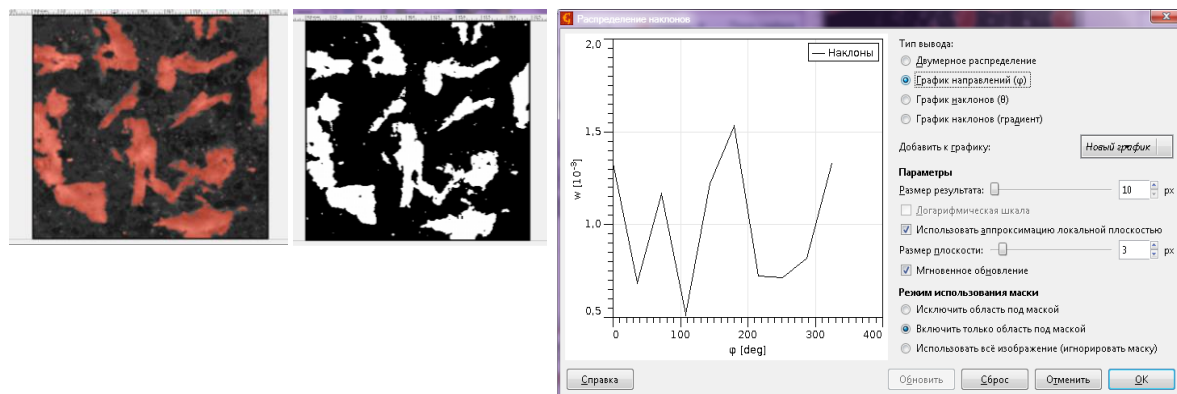 Распределение наклонов
2,0
1,5
1,0
0,5
w [10⁻³]
Наклоны
0
100
200
300
400
φ [deg]
Тип вывода:
Двумерное распределение
График направлений (φ)
График наклонов (θ)
График наклонов (градиент)
Добавить к графику:
Новый график
Параметры
Размер результата:
10
px
Логарифмическая шкала
Использовать аппроксимацию локальной плоскостью
Размер плоскости:
3
px
Мгновенное обновление
Режим использования маски
Исключить область под маской
Включить только область под маской
Использовать всё изображение (игнорировать маску)
Справка
Обновить
Сброс
Отменить
OK